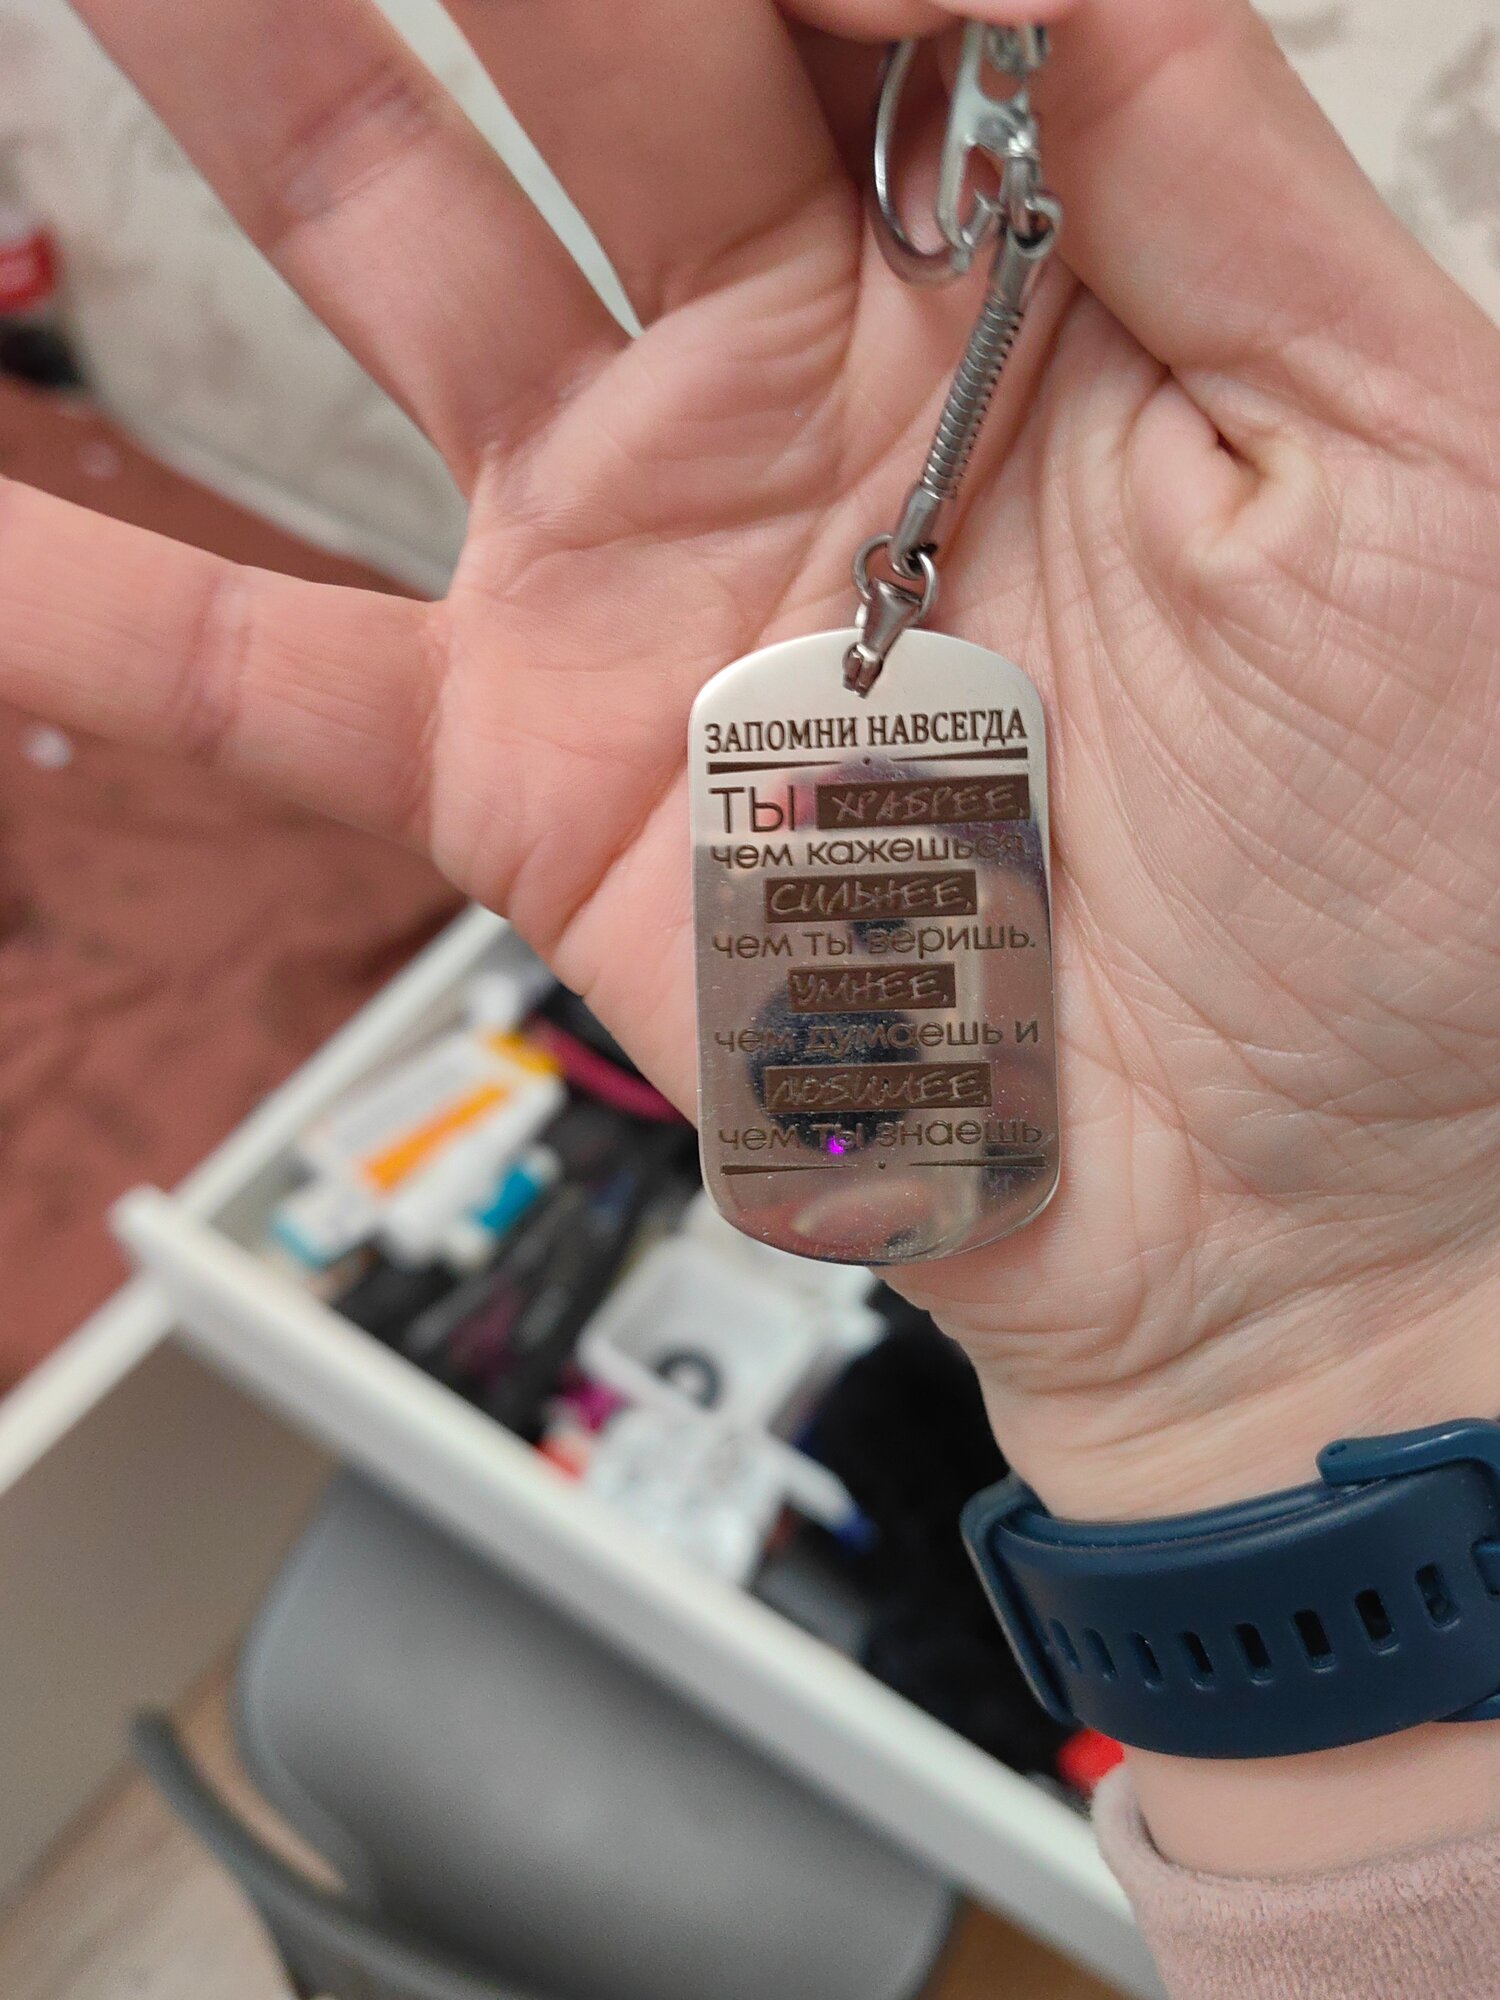 ЗАПОМНИ НАВСЕГДА
ТЫ ХРАБРЕЕ,
чем кажешься.
СИЛЬНЕЕ,
чем ты веришь.
УМНЕЕ,
чем думаешь и
ЛЮБИМЕЕ,
чем ты знаешь